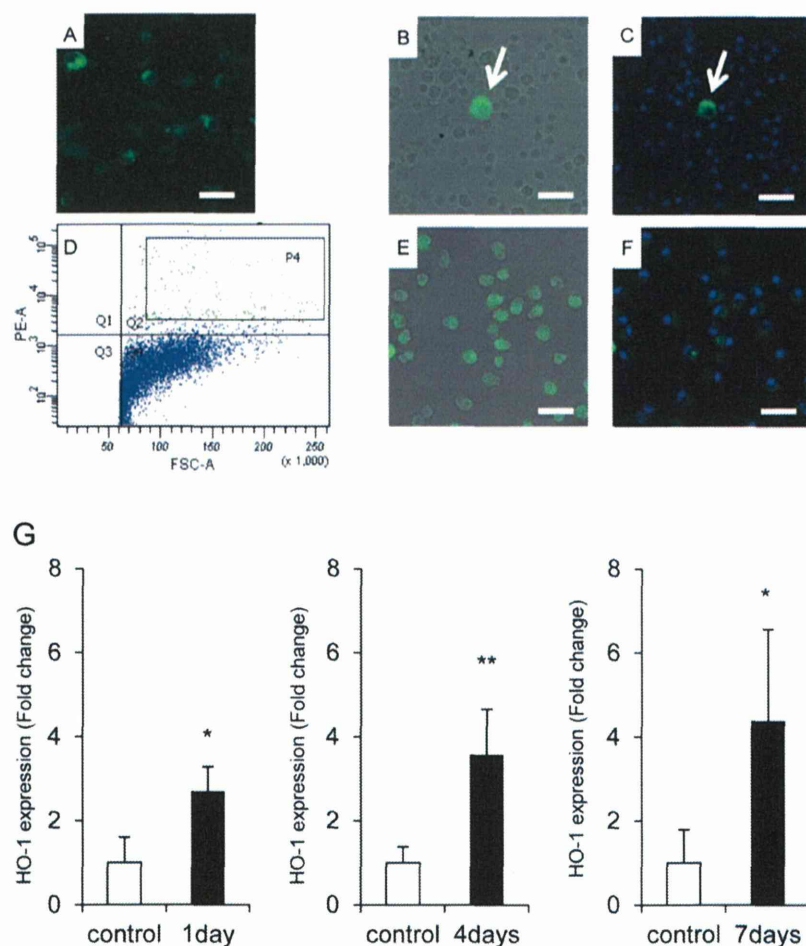 A
B
C
D
P4
Q1
Q2
Q3
PE-A
10^5
10^4
10^3
10^2
50 100 150 200 250
FSC-A (x 1,000)
E
F
G
HO-1 expression (Fold change)
8
6
4
2
0
*
control 1day
HO-1 expression (Fold change)
8
6
4
2
0
**
control 4days
HO-1 expression (Fold change)
8
6
4
2
0
*
control 7days